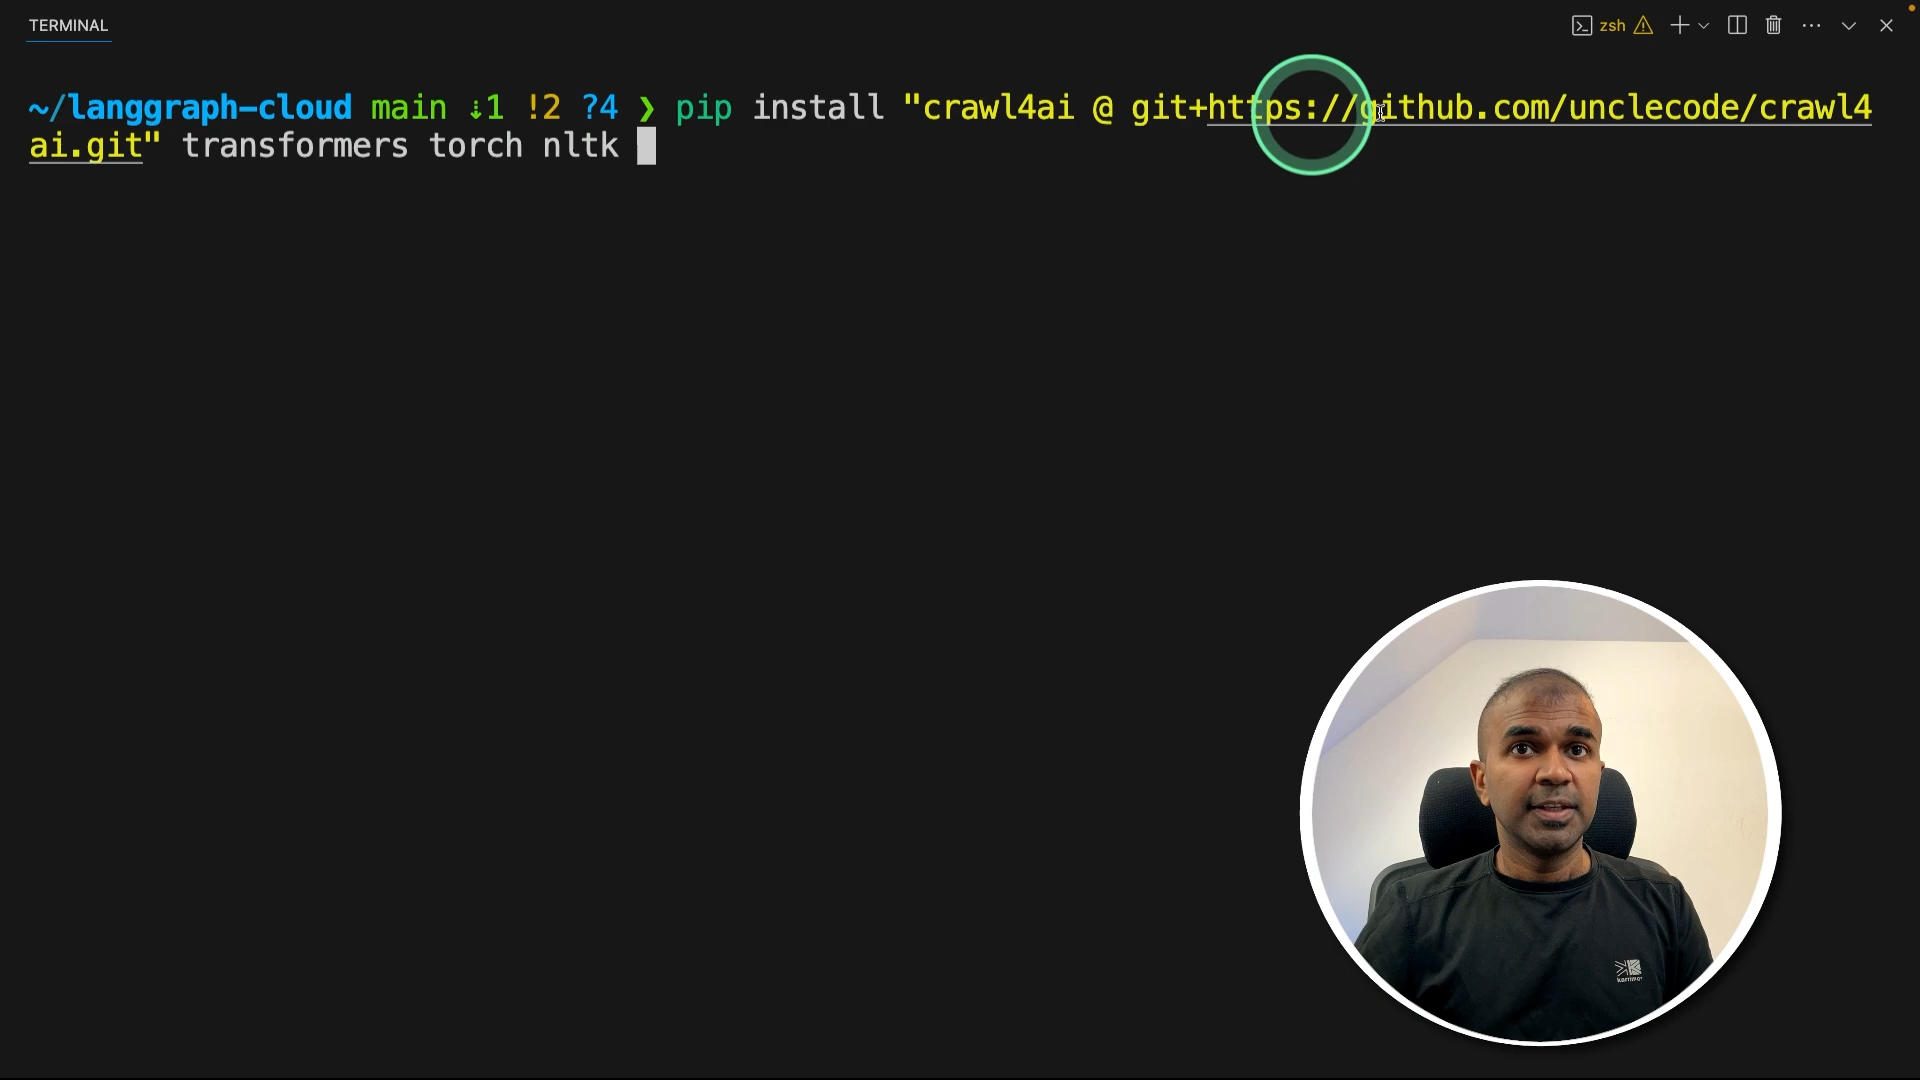 TERMINAL
zsh
~/langgraph-cloud main ⇣1 !2 ?4 ❯ pip install "crawl4ai @ git+https://github.com/unclecode/crawl4
ai.git" transformers torch nltk
karrimor